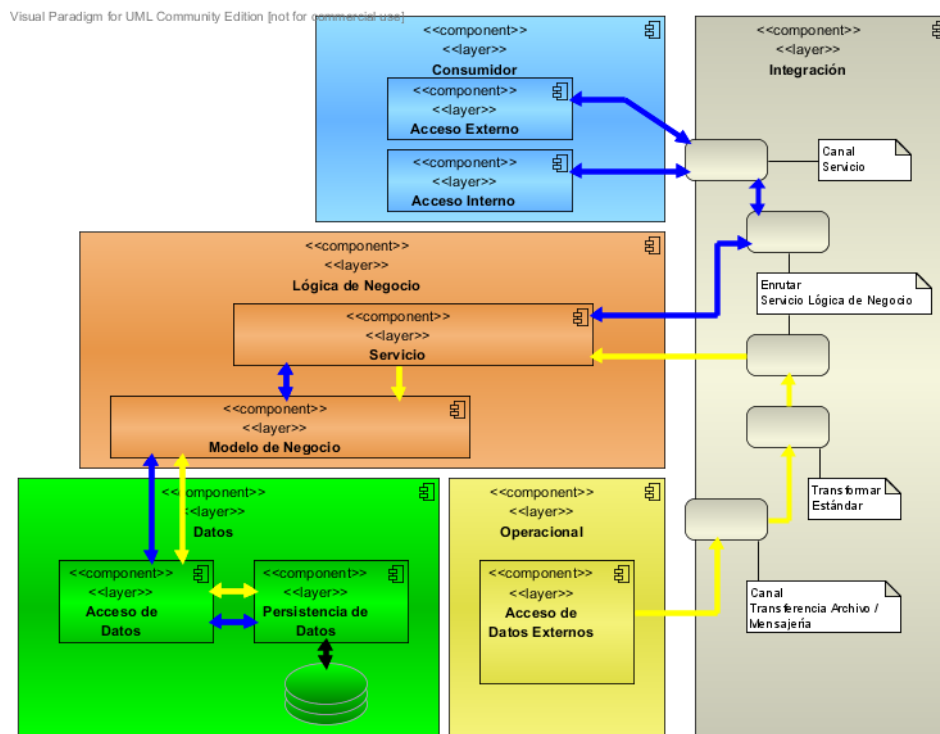 Visual Paradigm for UML Community Edition [not for commercial use]
<<component>>
<<layer>>
Consumidor
<<component>>
<<layer>>
Acceso Externo
<<component>>
<<layer>>
Acceso Interno
<<component>>
<<layer>>
Integración
Canal
Servicio
Enrutar
Servicio Lógica de Negocio
Transformar
Estándar
Canal
Transferencia Archivo /
Mensajería
<<component>>
<<layer>>
Lógica de Negocio
<<component>>
<<layer>>
Servicio
<<component>>
<<layer>>
Modelo de Negocio
<<component>>
<<layer>>
Datos
<<component>>
<<layer>>
Acceso de
Datos
<<component>>
<<layer>>
Persistencia de
Datos
<<component>>
<<layer>>
Operacional
<<component>>
<<layer>>
Acceso de
Datos Externos